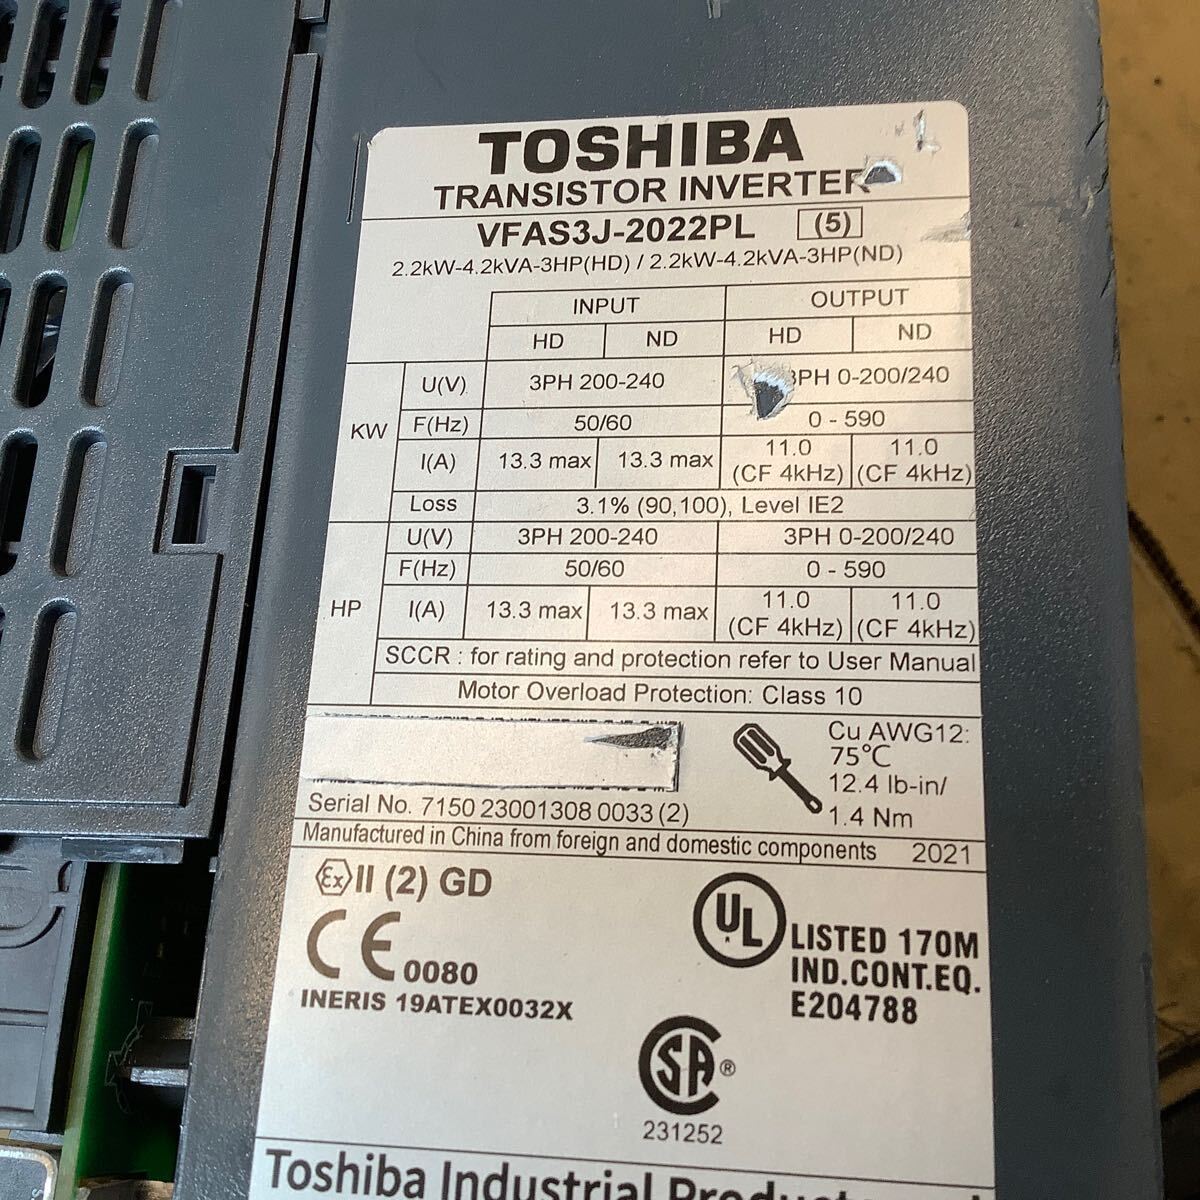 TOSHIBA
TRANSISTOR INVERTER
VFAS3J-2022PL (5)
2.2kW-4.2kVA-3HP(HD) / 2.2kW-4.2kVA-3HP(ND)
INPUT OUTPUT
HD ND HD ND
KW
U(V) 3PH 200-240 3PH 0-200/240
F(Hz) 50/60 0 - 590
I(A) 13.3 max 13.3 max 11.0 (CF 4kHz) 11.0 (CF 4kHz)
Loss 3.1% (90,100), Level IE2
HP
U(V) 3PH 200-240 3PH 0-200/240
F(Hz) 50/60 0 - 590
I(A) 13.3 max 13.3 max 11.0 (CF 4kHz) 11.0 (CF 4kHz)
SCCR : for rating and protection refer to User Manual
Motor Overload Protection: Class 10
Cu AWG12:
75℃
12.4 lb-in/
1.4 Nm
Serial No. 7150 23001308 0033 (2)
Manufactured in China from foreign and domestic components 2021
Ex II (2) GD
CE 0080
INERIS 19ATEX0032X
UL LISTED 170M
IND.CONT.EQ.
E204788
SA ®
231252
Toshiba Industrial